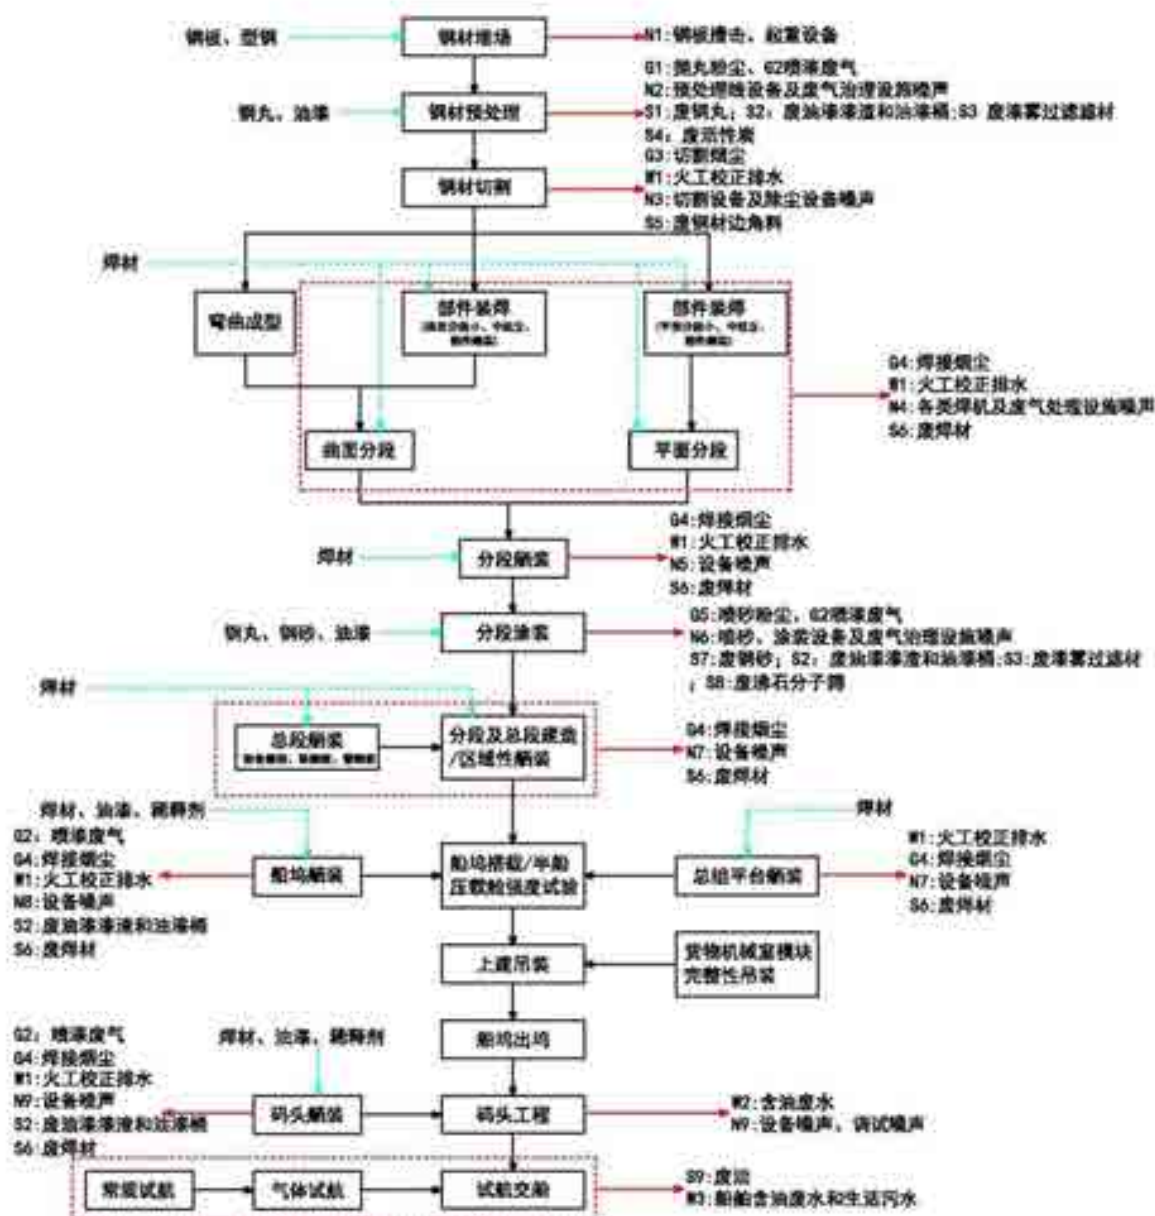 钢板、型钢
钢材堆场
N1:钢板撞击、起重设备
G1:抛丸粉尘、G2喷漆废气
N2:预处理线设备及废气治理设施噪声
钢丸、油漆
钢材预处理
S1:废钢丸；S2：废油漆漆渣和油漆桶;S3 废漆雾过滤滤材
S4：废活性炭
G3:切割烟尘
钢材切割
W1:火工校正排水
N3:切割设备及除尘设备噪声
S5:废钢材边角料
焊材
弯曲成型
部件装焊
部件装焊
G4:焊接烟尘
W1:火工校正排水
N4:各类焊机及废气处理设施噪声
S6:废焊材
曲面分段
平面分段
焊材
分段舾装
G4:焊接烟尘
W1:火工校正排水
N5:设备噪声
S6:废焊材
钢丸、钢砂、油漆
分段涂装
G5:喷砂粉尘、G2喷漆废气
N6:喷砂、涂装设备及废气治理设施噪声
S7:废钢砂；S2：废油漆漆渣和油漆桶;S3:废漆雾过滤材
；S8:废沸石分子筛
焊材
总段舾装
分段及总段建造
/区域性舾装
G4:焊接烟尘
N7:设备噪声
S6:废焊材
焊材、油漆、稀释剂
G2：喷漆废气
G4:焊接烟尘
W1:火工校正排水
N8:设备噪声
S2:废油漆漆渣和油漆桶
S6:废焊材
船坞舾装
船坞搭载/半船
压载舱强度试验
总组平台舾装
焊材
W1:火工校正排水
G4:焊接烟尘
N7:设备噪声
S6:废焊材
上建吊装
货物机械室模块
完整性吊装
船坞出坞
G2：喷漆废气
G4:焊接烟尘
W1:火工校正排水
N9:设备噪声
S2:废油漆漆渣和油漆桶
S6:废焊材
焊材、油漆、稀释剂
码头舾装
码头工程
W2:含油废水
N9:设备噪声、调试噪声
常规试航
气体试航
试航交船
S9:废油
W3:船舶含油废水和生活污水